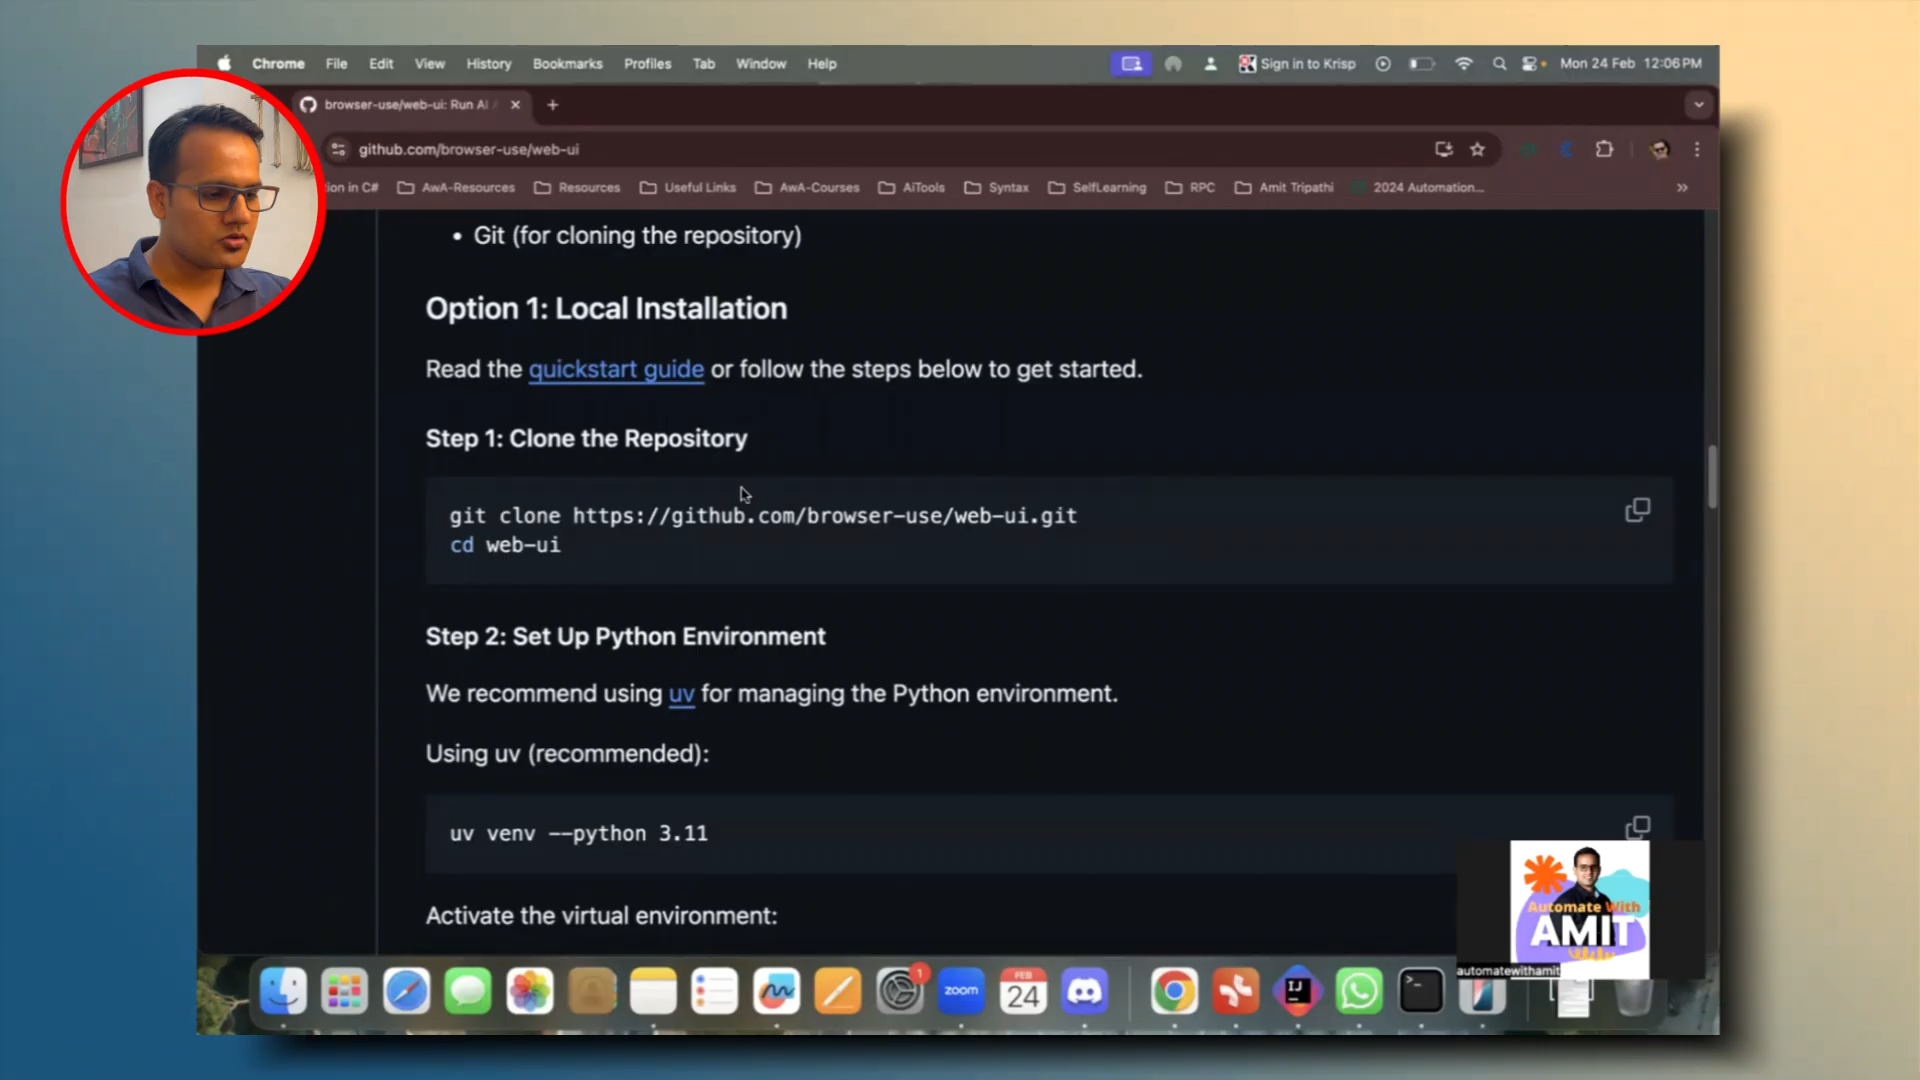 Chrome File Edit View History Bookmarks Profiles Tab Window Help Sign in to Krisp Mon 24 Feb 12:06 PM
browser-use/web-ui: Run AI
github.com/browser-use/web-ui
tion in C# AwA-Resources Resources Useful Links AwA-Courses AiTools Syntax SelfLearning RPC Amit Tripathi 2024 Automation...
• Git (for cloning the repository)
Option 1: Local Installation
Read the quickstart guide or follow the steps below to get started.
Step 1: Clone the Repository
git clone https://github.com/browser-use/web-ui.git
cd web-ui
Step 2: Set Up Python Environment
We recommend using uv for managing the Python environment.
Using uv (recommended):
uv venv --python 3.11
Activate the virtual environment:
Automate With
AMIT
automatewithamit
1
zoom
FEB
24
IJ